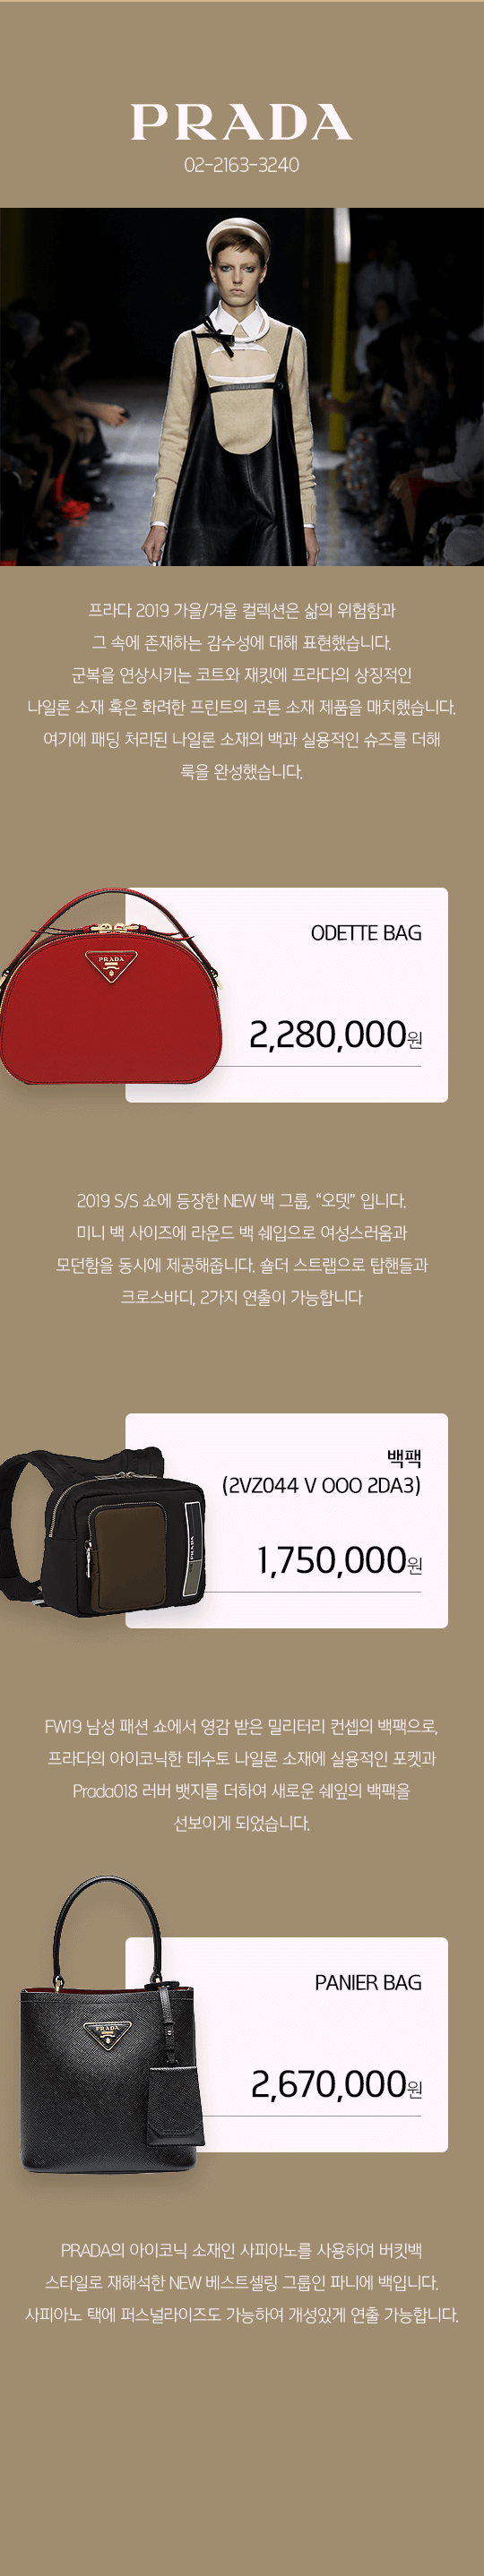 PRADA
02-2163-3240
프라다 2019 가을/겨울 컬렉션은 삶의 위험함과
그 속에 존재하는 감수성에 대해 표현했습니다.
군복을 연상시키는 코트와 재킷에 프라다의 상징적인
나일론 소재 혹은 화려한 프린트의 코튼 소재 제품을 매치했습니다.
여기에 패딩 처리된 나일론 소재의 백과 실용적인 슈즈를 더해
룩을 완성했습니다.
ODETTE BAG
PRADA
2,280,000원
2019 S/S 쇼에 등장한 NEW 백 그룹, “오뎃” 입니다.
미니 백 사이즈에 라운드 백 쉐입으로 여성스러움과
모던함을 동시에 제공해줍니다. 숄더 스트랩으로 탑핸들과
크로스바디, 2가지 연출이 가능합니다
백팩
(2VZ044 V OOO 2DA3)
PRADA
1,750,000원
FW19 남성 패션 쇼에서 영감 받은 밀리터리 컨셉의 백팩으로,
프라다의 아이코닉한 테수토 나일론 소재에 실용적인 포켓과
Prada018 러버 뱃지를 더하여 새로운 쉐잎의 백팩을
선보이게 되었습니다.
PANIER BAG
PRADA
2,670,000원
PRADA의 아이코닉 소재인 사피아노를 사용하여 버킷백
스타일로 재해석한 NEW 베스트셀링 그룹인 파니에 백입니다.
사피아노 택에 퍼스널라이즈도 가능하여 개성있게 연출 가능합니다.